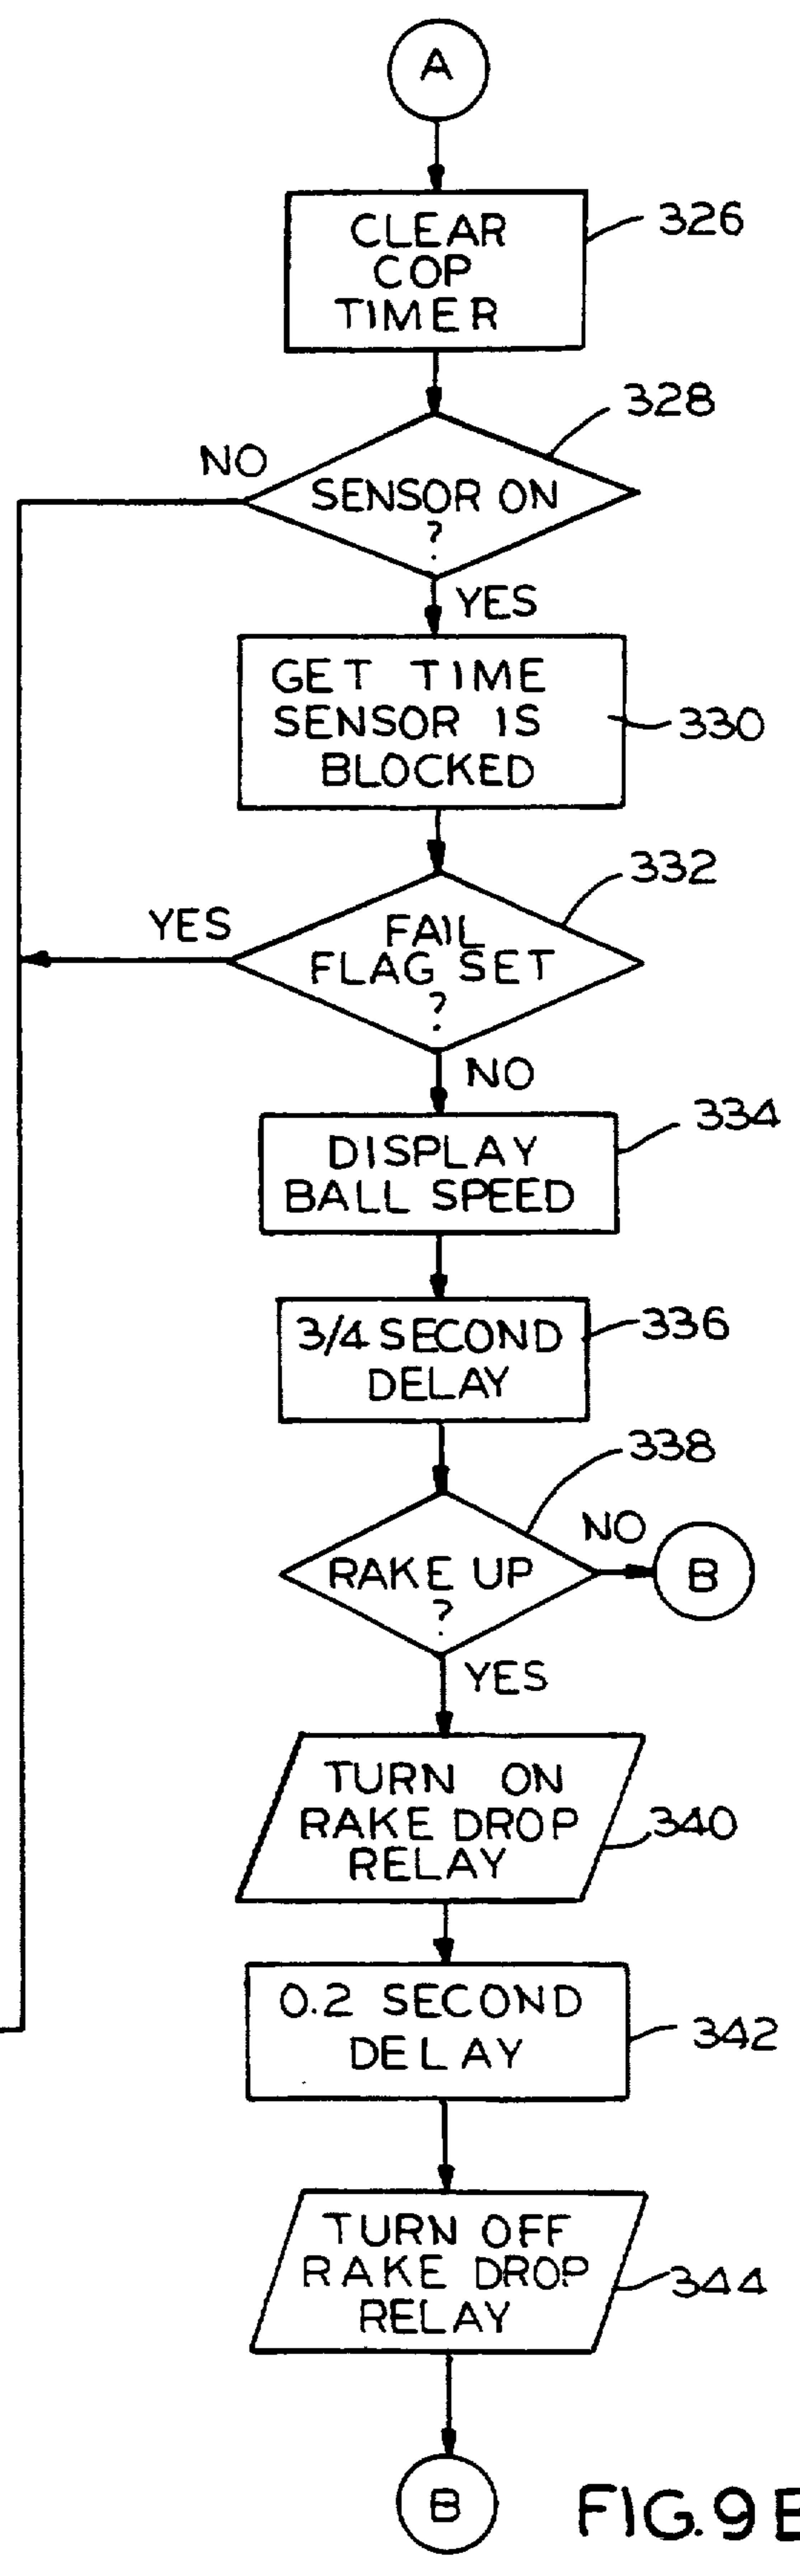 A
CLEAR
COP
TIMER
326
328
NO
SENSOR ON
?
YES
GET TIME
SENSOR IS
BLOCKED
330
332
YES
FAIL
FLAG SET
?
NO
334
DISPLAY
BALL SPEED
3/4 SECOND
DELAY
336
338
NO
RAKE UP
?
B
YES
TURN ON
RAKE DROP
RELAY
340
0.2 SECOND
DELAY
342
TURN OFF
RAKE DROP
RELAY
344
B
FIG. 9B